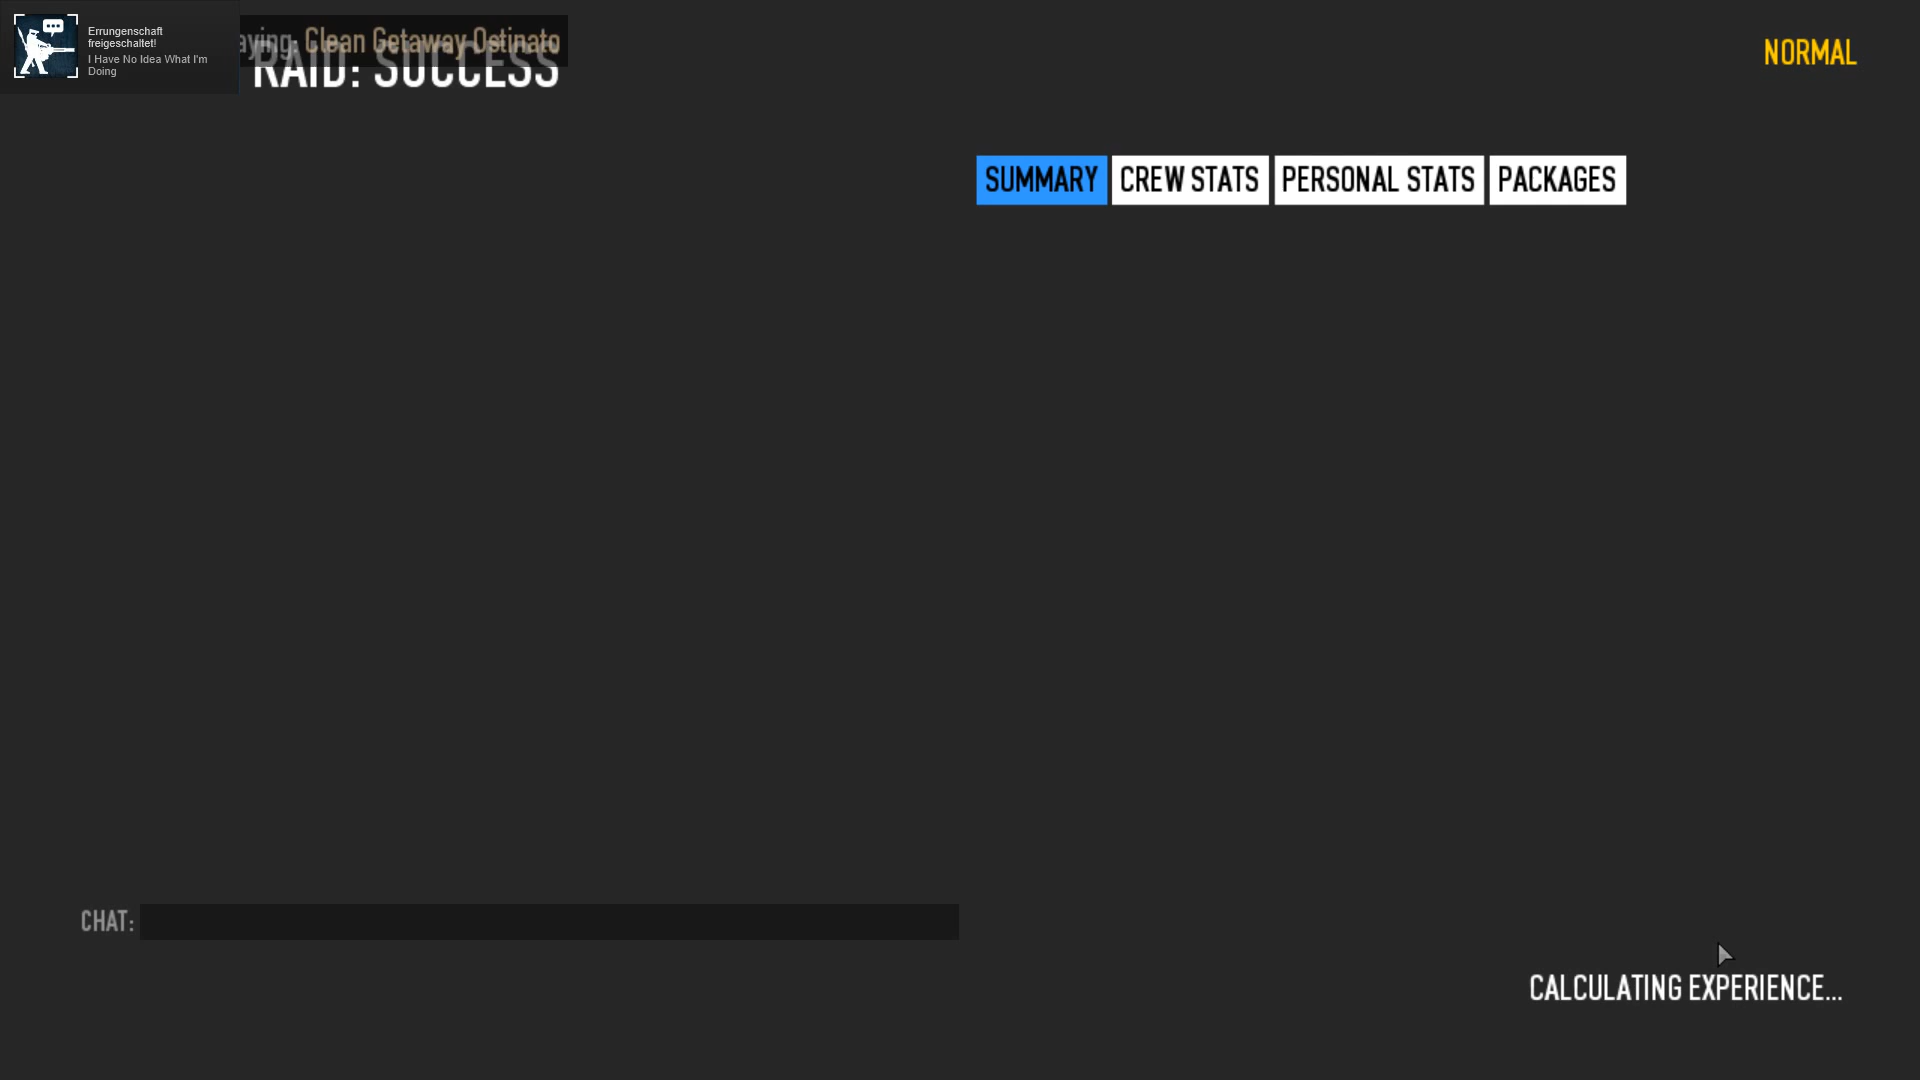 Errungenschaft
freigeschaltet!
I Have No Idea What I'm
Doing
Clean Getaway Ostinato
RAID: SUCCESS
NORMAL
SUMMARY
CREW STATS
PERSONAL STATS
PACKAGES
CHAT:
CALCULATING EXPERIENCE...